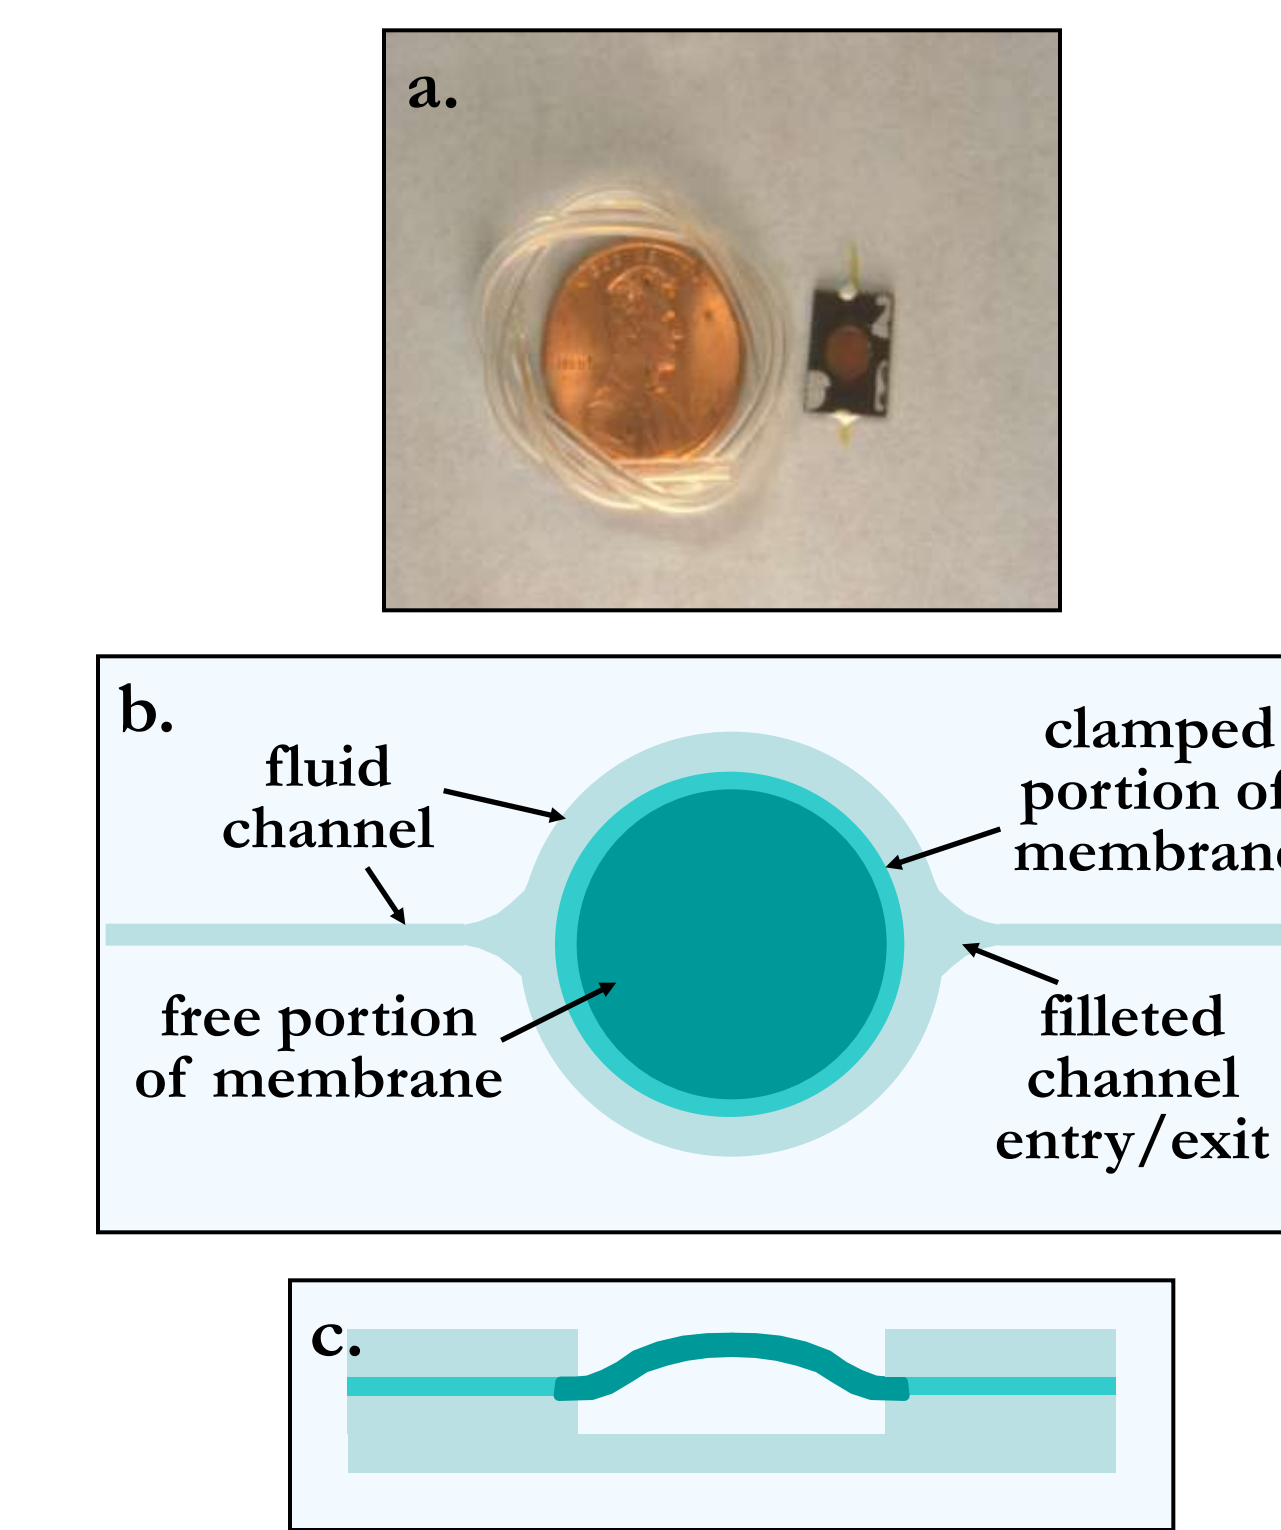 a.
b.
fluid
channel
clamped
portion of
membrane
free portion
of membrane
filleted
channel
entry/exit
c.